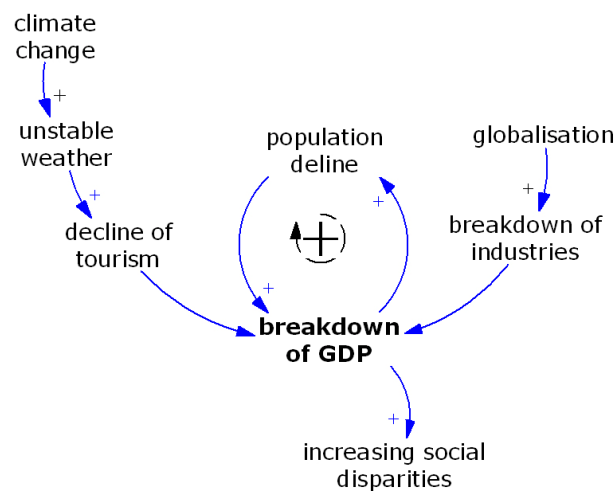 climate
change
+
unstable
weather
+
decline of
tourism
population
deline
+
+
+
globalisation
+
breakdown of
industries
breakdown
of GDP
+
increasing social
disparities